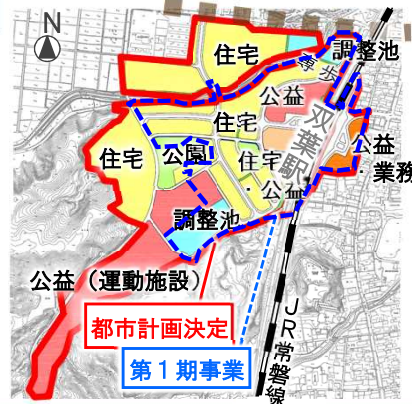 N
住宅
調整池
専歩
公益
双葉駅
住宅
公益
・業務
住宅
公園
住宅
・公益
調整池
公益（運動施設）
都市計画決定
第１期事業
ＪＲ常磐線